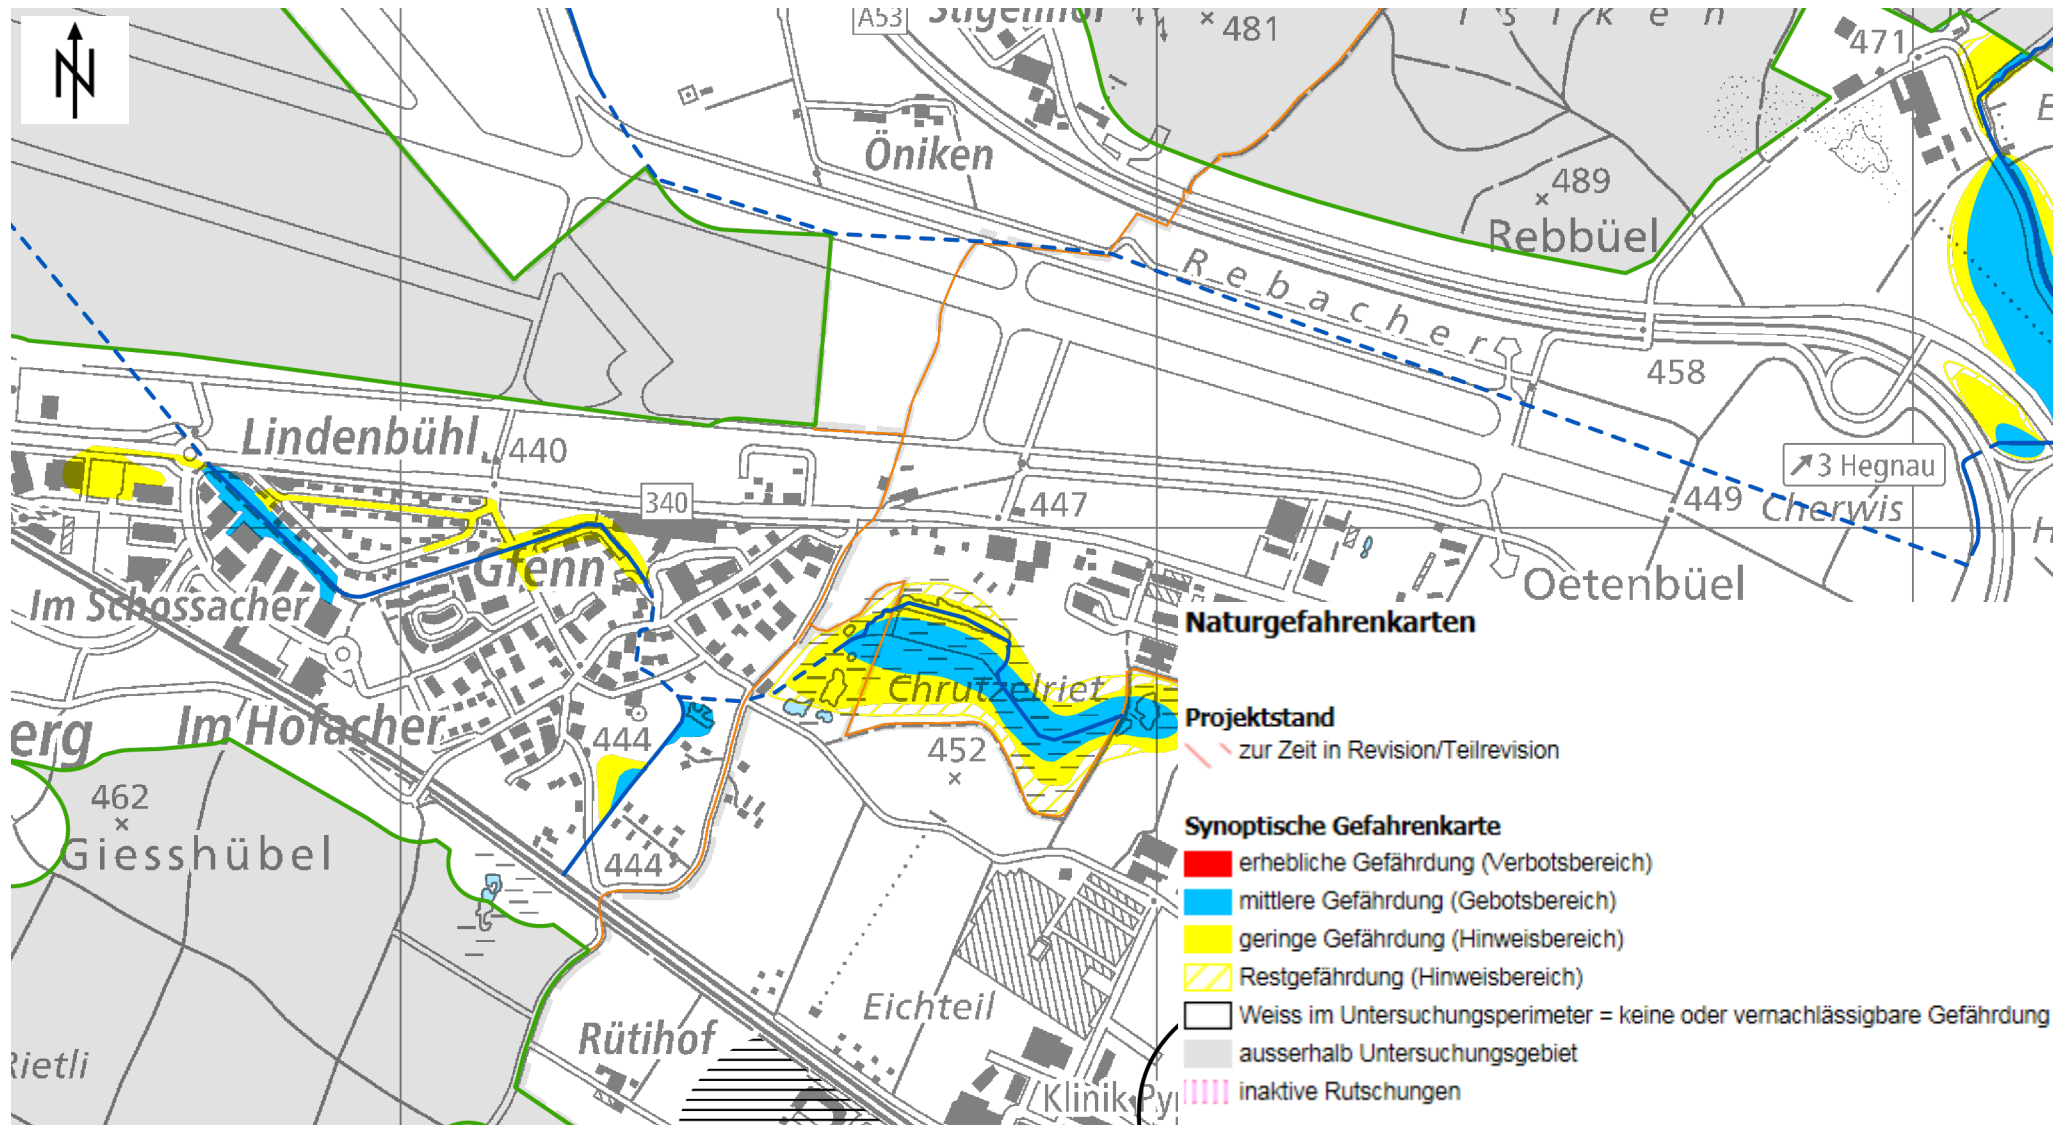 N
A53
481
471
Öniken
489
Rebbüel
Rebacher
458
Lindenbühl
440
3 Hegnau
340
447
449
Cherwis
Gfenn
Oetenbüel
Im Schossacher
Chrutzelriet
Im Hofacher
444
452
erg
462
Giesshübel
444
Eichteil
Rütihof
Rietli
Klinik Py
Naturgefahrenkarten
Projektstand
zur Zeit in Revision/Teilrevision
Synoptische Gefahrenkarte
erhebliche Gefährdung (Verbotsbereich)
mittlere Gefährdung (Gebotsbereich)
geringe Gefährdung (Hinweisbereich)
Restgefährdung (Hinweisbereich)
Weiss im Untersuchungsperimeter = keine oder vernachlässigbare Gefährdung
ausserhalb Untersuchungsgebiet
inaktive Rutschungen